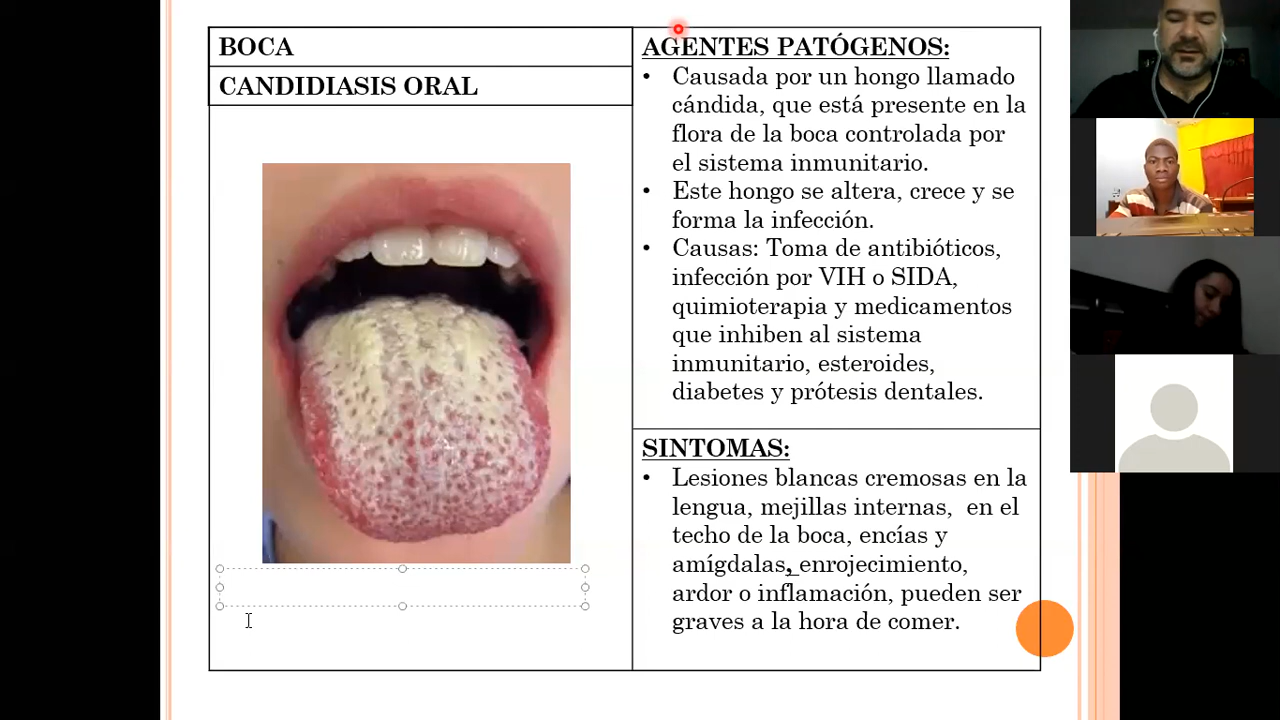 BOCA
CANDIDIASIS ORAL
AGENTES PATÓGENOS:
• Causada por un hongo llamado
cándida, que está presente en la
flora de la boca controlada por
el sistema inmunitario.
• Este hongo se altera, crece y se
forma la infección.
• Causas: Toma de antibióticos,
infección por VIH o SIDA,
quimioterapia y medicamentos
que inhiben al sistema
inmunitario, esteroides,
diabetes y prótesis dentales.
SINTOMAS:
• Lesiones blancas cremosas en la
lengua, mejillas internas, en el
techo de la boca, encías y
amígdalas, enrojecimiento,
ardor o inflamación, pueden ser
graves a la hora de comer.